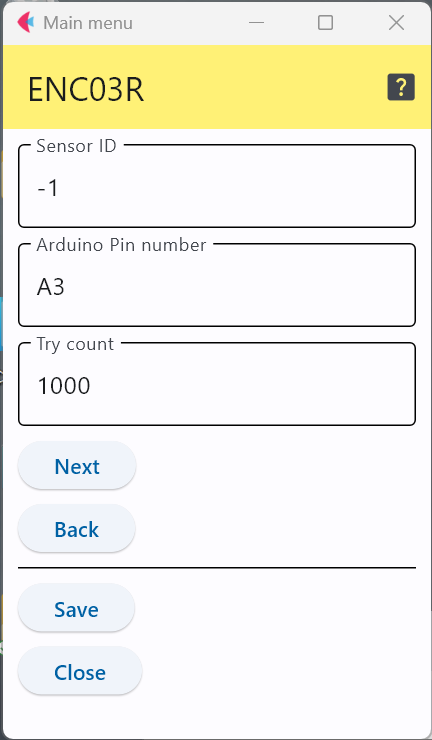 Main menu
ENC03R
?
Sensor ID
-1
Arduino Pin number
A3
Try count
1000
Next
Back
Save
Close